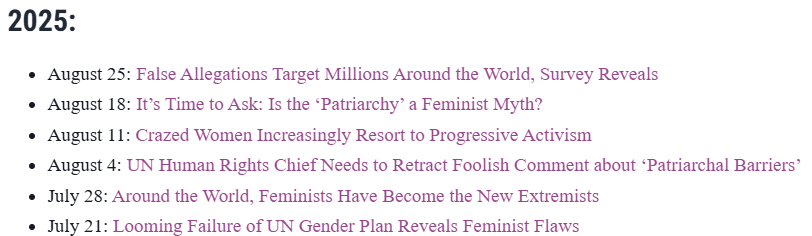 2025:
• August 25: False Allegations Target Millions Around the World, Survey Reveals
• August 18: It’s Time to Ask: Is the ‘Patriarchy’ a Feminist Myth?
• August 11: Crazed Women Increasingly Resort to Progressive Activism
• August 4: UN Human Rights Chief Needs to Retract Foolish Comment about ‘Patriarchal Barriers’
• July 28: Around the World, Feminists Have Become the New Extremists
• July 21: Looming Failure of UN Gender Plan Reveals Feminist Flaws